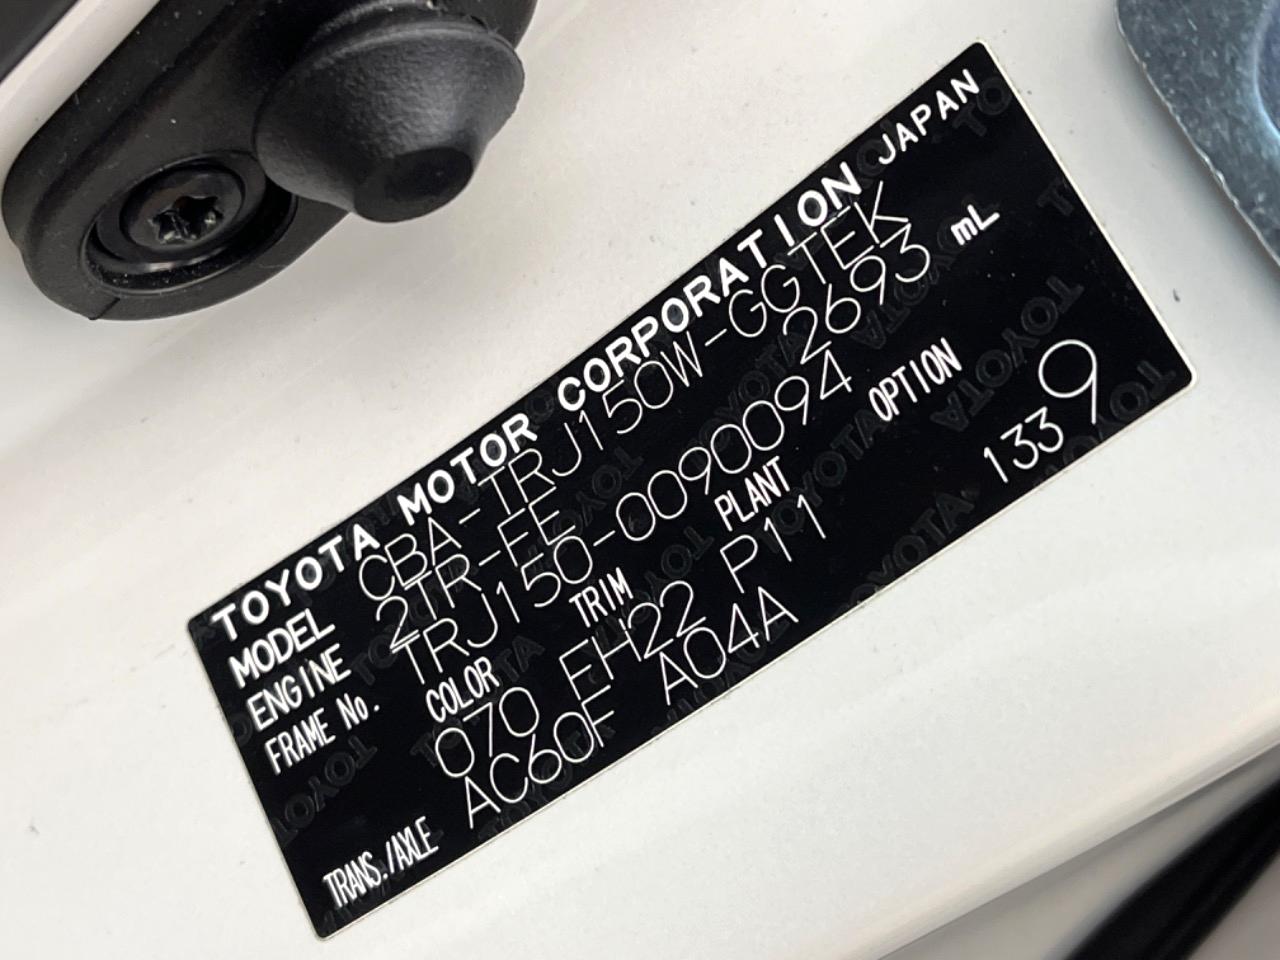 TOYOTA MOTOR CORPORATION JAPAN
MODEL CBA-TRJ150W-GGTEK
ENGINE 2TR-FE 2693 mL
FRAME No. TRJ150-0090094
COLOR TRIM PLANT OPTION
070 EH22 P11 1339
TRANS./AXLE AC60F A04A